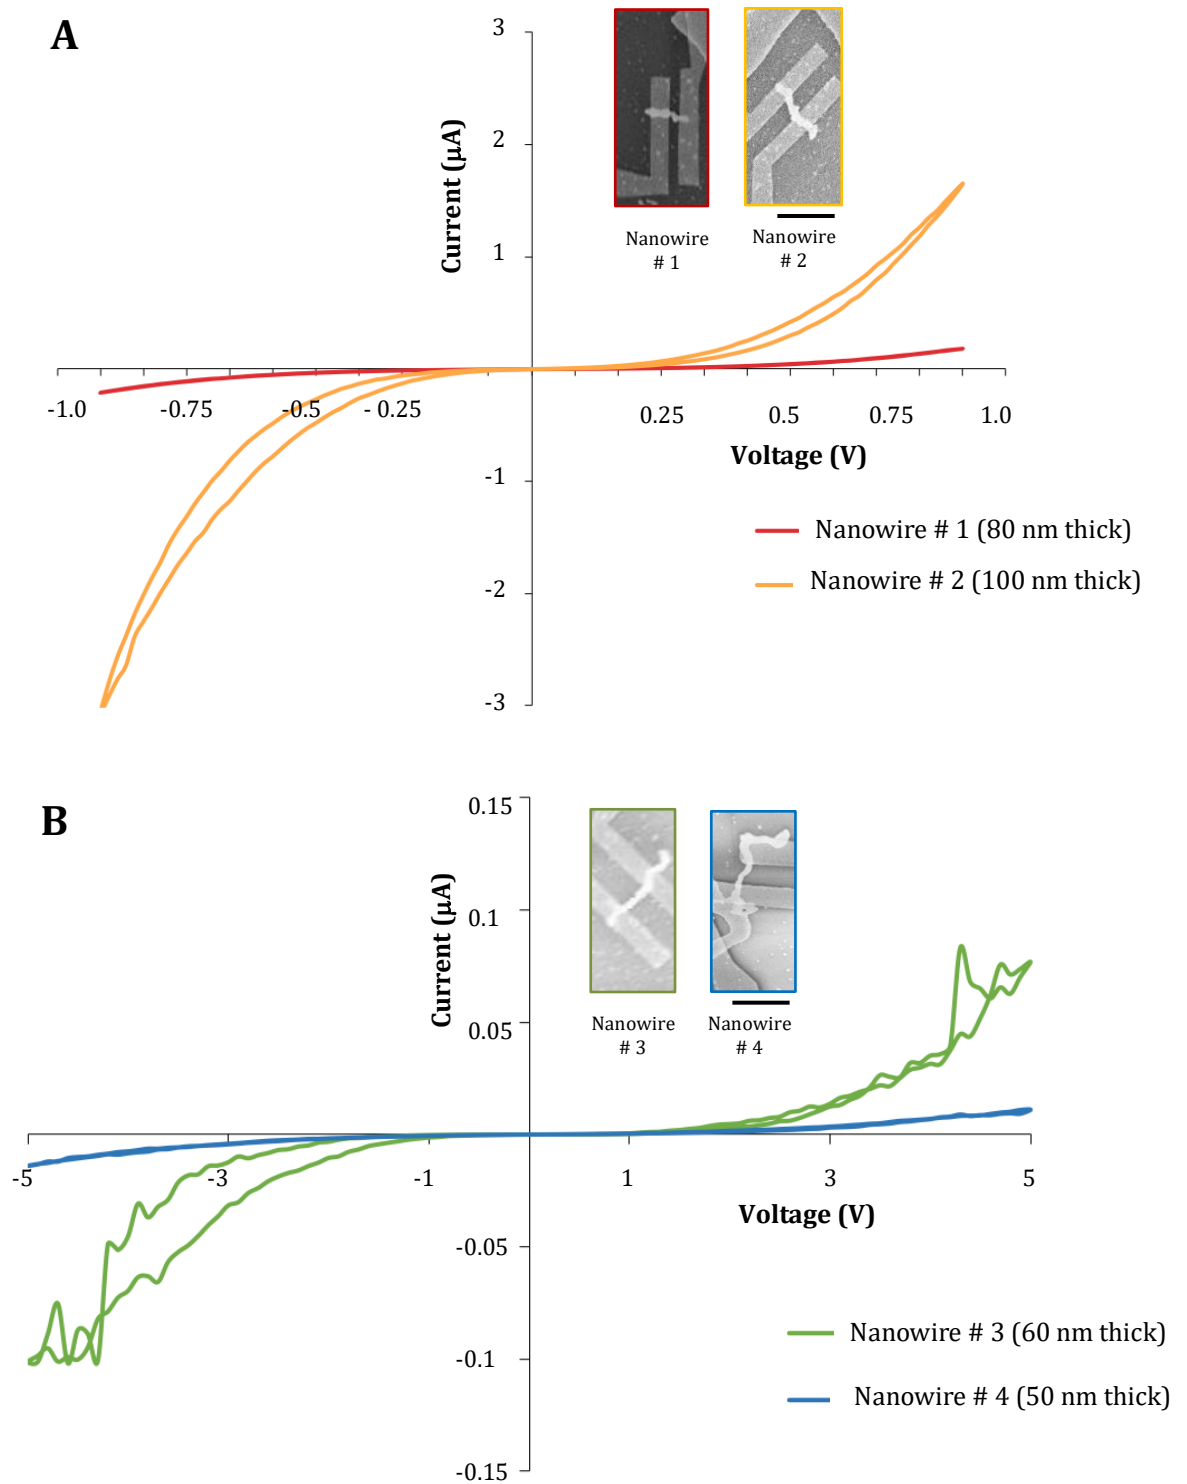 A
3
2
1
-1
-2
-3
Current (µA)
Nanowire
# 1
Nanowire
# 2
-1.0
-0.75
-0.5
- 0.25
0.25
0.5
0.75
1.0
Voltage (V)
Nanowire # 1 (80 nm thick)
Nanowire # 2 (100 nm thick)
B
0.15
0.1
0.05
-0.05
-0.1
-0.15
Current (µA)
Nanowire
# 3
Nanowire
# 4
-5
-3
-1
1
3
5
Voltage (V)
Nanowire # 3 (60 nm thick)
Nanowire # 4 (50 nm thick)